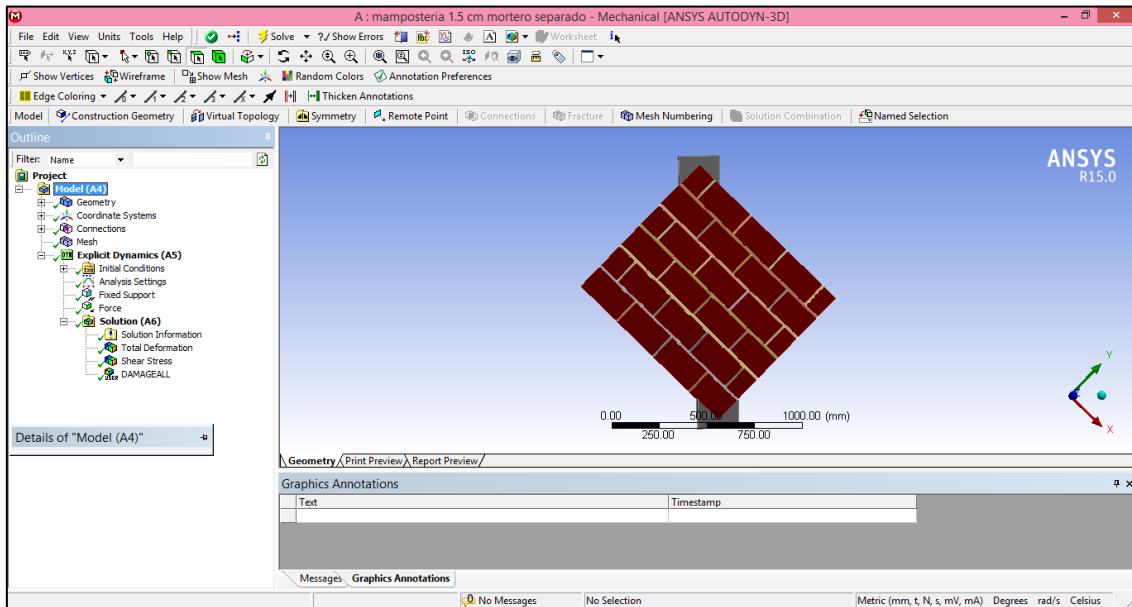 A : mamposteria 1.5 cm mortero separado - Mechanical [ANSYS AUTODYN-3D]
File Edit View Units Tools Help Solve ?/ Show Errors A Worksheet
Show Vertices Wireframe Show Mesh Random Colors Annotation Preferences
Edge Coloring Thicken Annotations
Model Construction Geometry Virtual Topology Symmetry Remote Point Connections Fracture Mesh Numbering Solution Combination Named Selection
Outline
Filter: Name
Project
Model (A4)
Geometry
Coordinate Systems
Connections
Mesh
Explicit Dynamics (A5)
Initial Conditions
Analysis Settings
Fixed Support
Force
Solution (A6)
Solution Information
Total Deformation
Shear Stress
DAMAGEALL
Details of "Model (A4)"
ANSYS
R15.0
Y
X
0.00 500.00 1000.00 (mm)
250.00 750.00
Geometry Print Preview Report Preview
Graphics Annotations
Text Timestamp
Messages Graphics Annotations
No Messages No Selection Metric (mm, t, N, s, mV, mA) Degrees rad/s Celsius